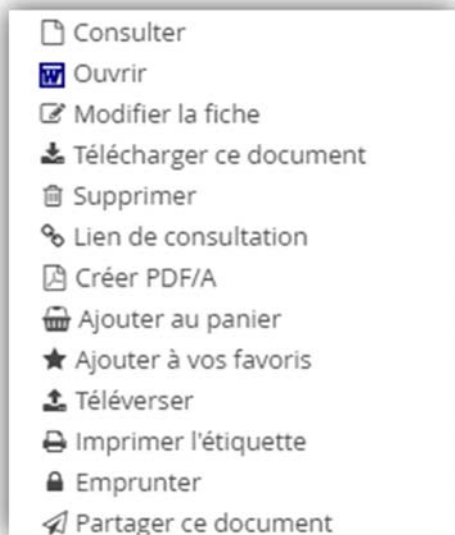 Consulter
Ouvrir
Modifier la fiche
Télécharger ce document
Supprimer
Lien de consultation
Créer PDF/A
Ajouter au panier
Ajouter à vos favoris
Téléverser
Imprimer l'étiquette
Emprunter
Partager ce document